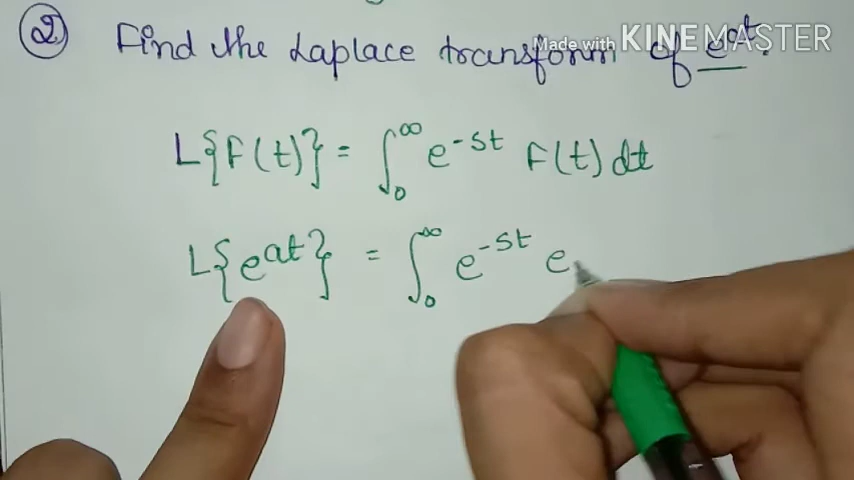 ② Find the Laplace transform of e^at.
Made with KINEMASTER
L{F(t)} = ∫₀^∞ e^-st F(t) dt
L{e^at} = ∫₀^∞ e^-st e